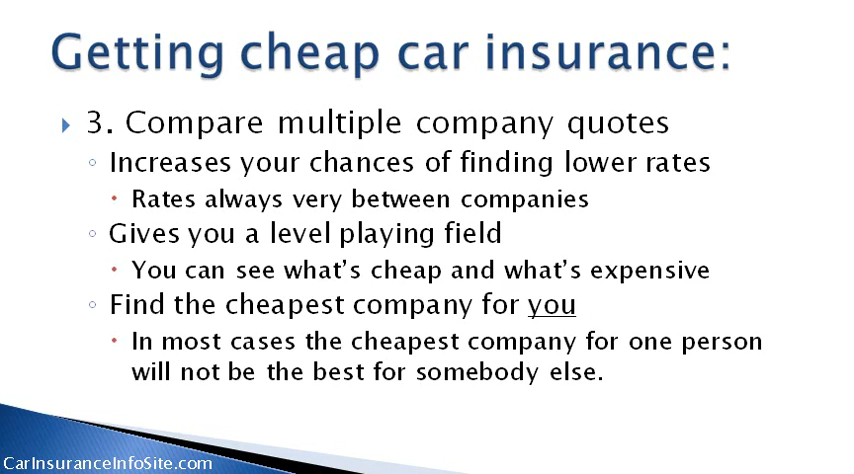 Getting cheap car insurance:
3. Compare multiple company quotes
Increases your chances of finding lower rates
Rates always very between companies
Gives you a level playing field
You can see what's cheap and what's expensive
Find the cheapest company for you
In most cases the cheapest company for one person
will not be the best for somebody else.
CarInsuranceInfoSite.com